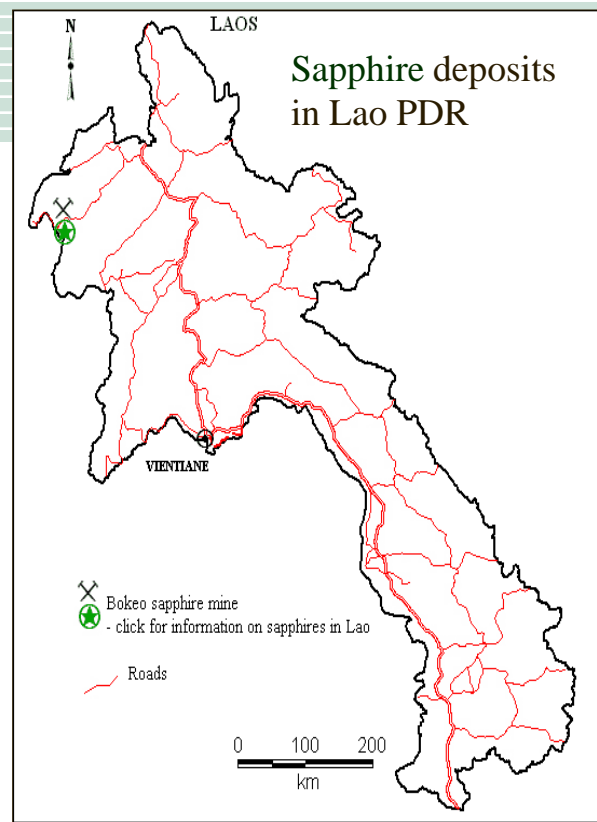 LAOS
N
Sapphire deposits
in Lao PDR
VIENTIANE
Bokeo sapphire mine
- click for information on sapphires in Lao
Roads
0 100 200
km